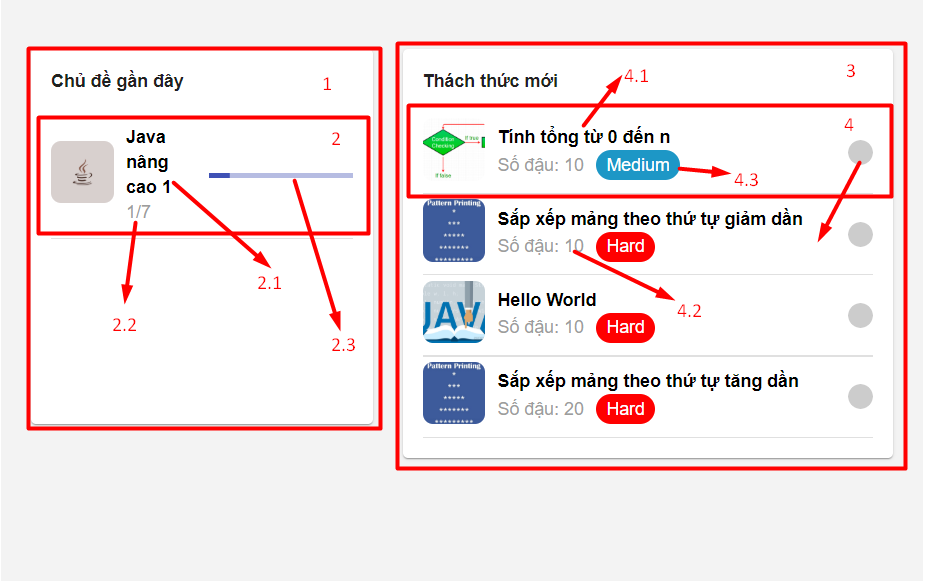 Chủ đề gần đây
1
2
Java
nâng
cao 1
1/7
2.1
2.2
2.3
Thách thức mới
4.1
3
4
Condition
Checking
If true
If false
Tính tổng từ 0 đến n
Số đậu: 10 Medium
4.3
Pattern Printing
*
***
*****
*******
*********
Sắp xếp mảng theo thứ tự giảm dần
Số đậu: 10 Hard
4.2
JAV
Hello World
Số đậu: 10 Hard
Pattern Printing
*
***
*****
*******
*********
Sắp xếp mảng theo thứ tự tăng dần
Số đậu: 20 Hard